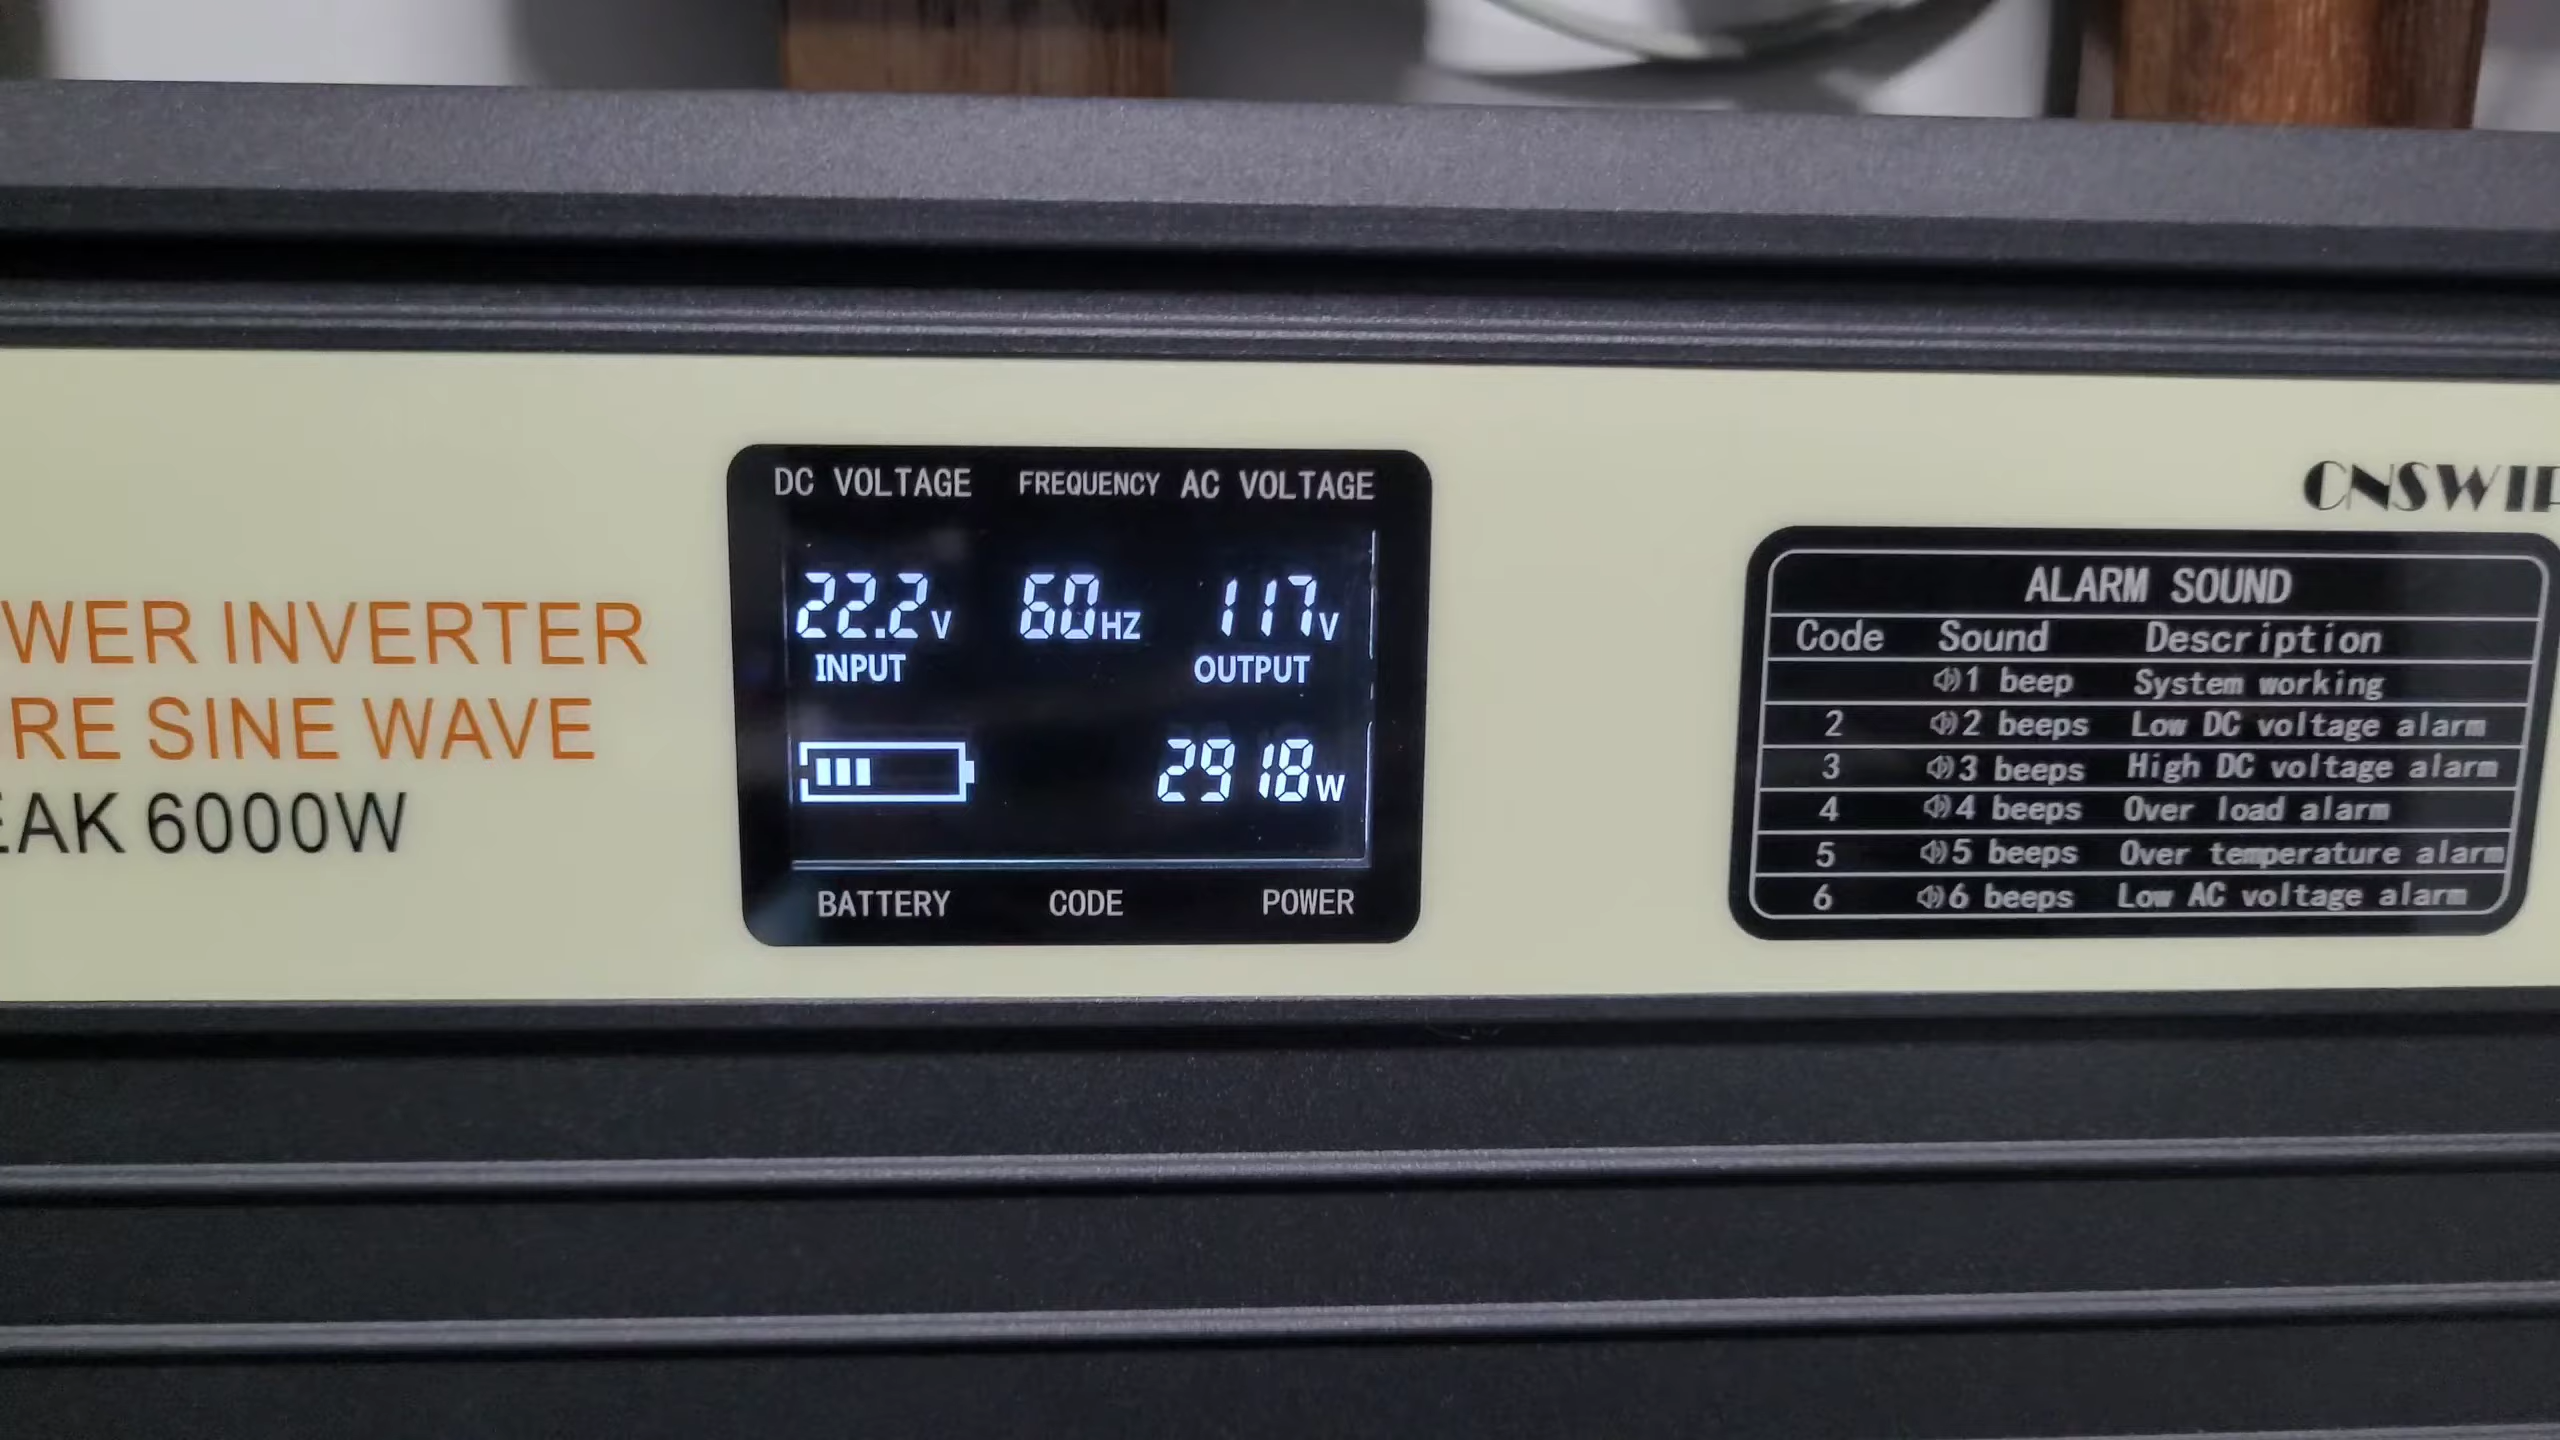 WER INVERTER
RE SINE WAVE
EAK 6000W
DC VOLTAGE FREQUENCY AC VOLTAGE
22.2V 60HZ 117V
INPUT OUTPUT
2918W
BATTERY CODE POWER
CNSWIP
ALARM SOUND
Code Sound Description
1 beep System working
2 2 beeps Low DC voltage alarm
3 3 beeps High DC voltage alarm
4 4 beeps Over load alarm
5 5 beeps Over temperature alarm
6 6 beeps Low AC voltage alarm